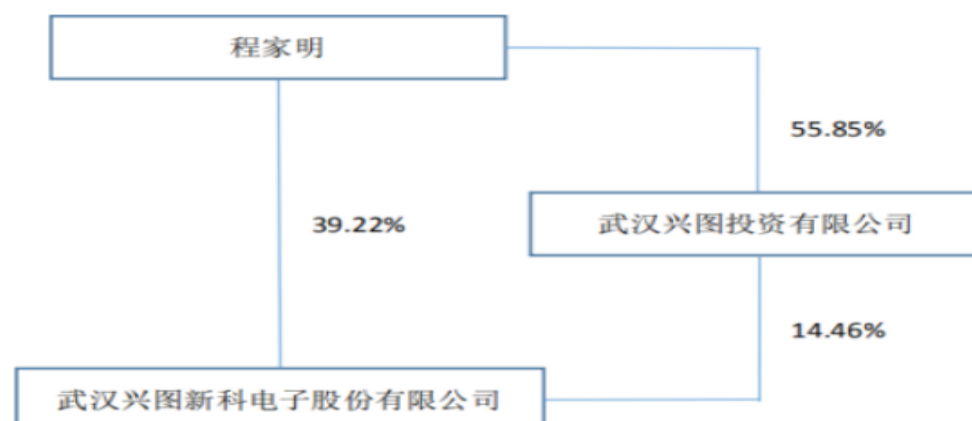 程家明
55.85%
39.22%
武汉兴图投资有限公司
14.46%
武汉兴图新科电子股份有限公司